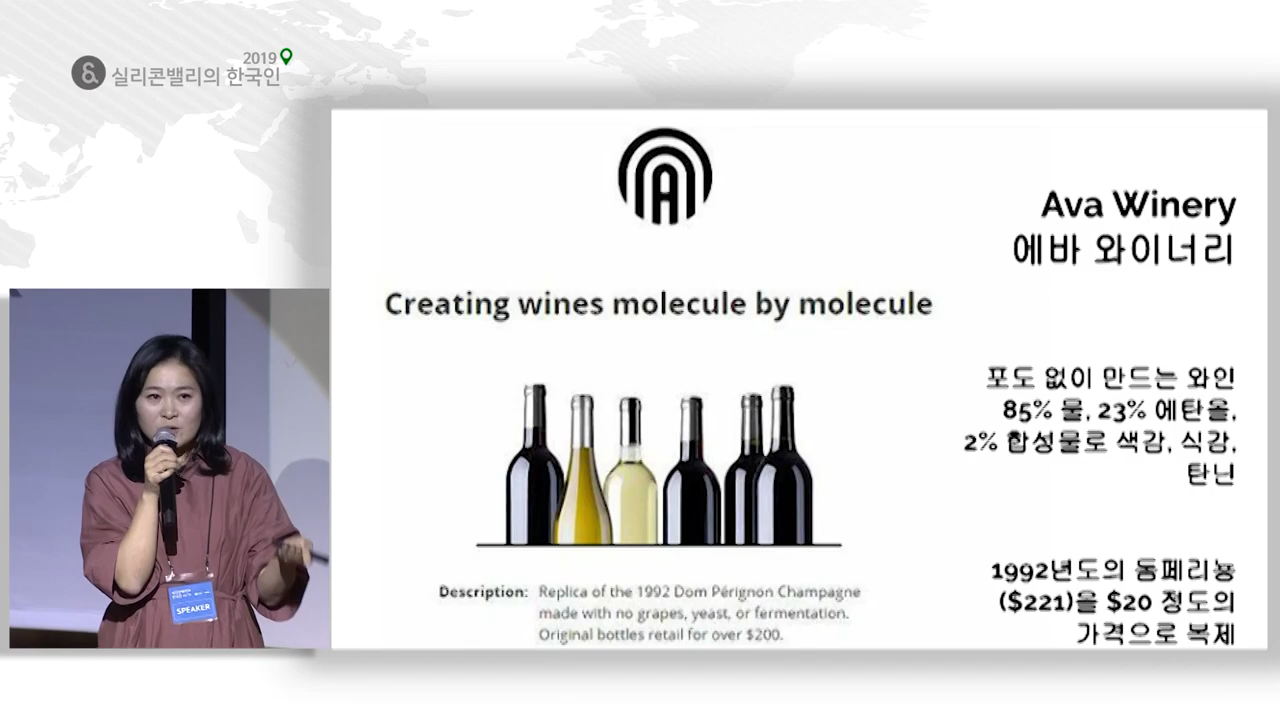 2019
& 실리콘밸리의 한국인
A
Ava Winery
에바 와이너리
Creating wines molecule by molecule
포도 없이 만드는 와인
85% 물, 23% 에탄올,
2% 합성물로 색감, 식감,
탄닌
Description: Replica of the 1992 Dom Pérignon Champagne
made with no grapes, yeast, or fermentation.
Original bottles retail for over $200.
1992년도의 돔페리뇽
($221)을 $20 정도의
가격으로 복제
SPEAKER